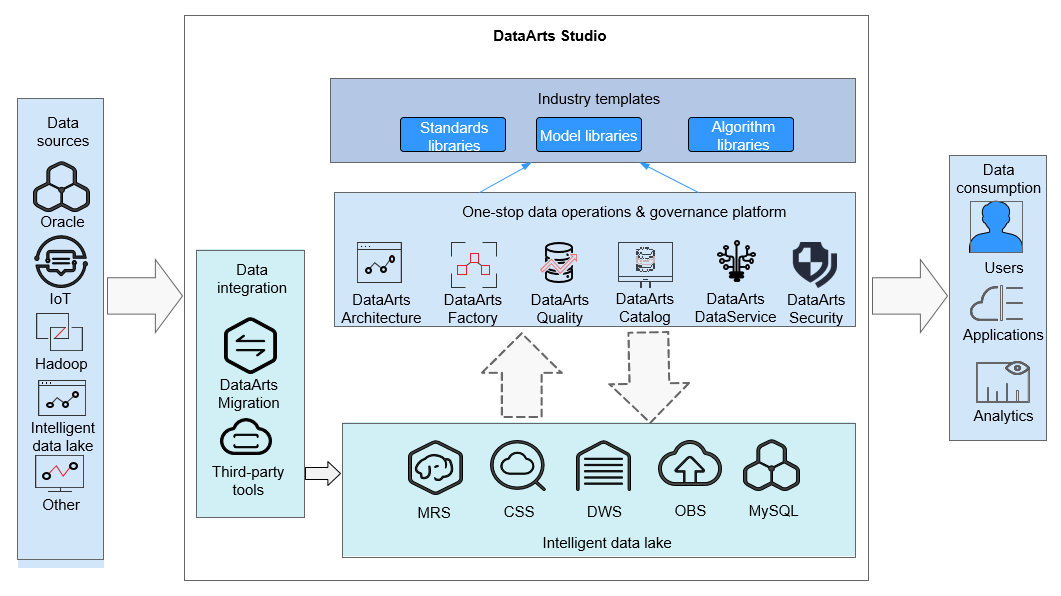 DataArts Studio
Data
sources
Oracle
IoT
Hadoop
Intelligent
data lake
Other
Data
integration
DataArts
Migration
Third-party
tools
Industry templates
Standards
libraries
Model libraries
Algorithm
libraries
One-stop data operations & governance platform
DataArts
Architecture
DataArts
Factory
DataArts
Quality
DataArts
Catalog
DataArts
DataService
DataArts
Security
MRS
CSS
DWS
OBS
MySQL
Intelligent data lake
Data
consumption
Users
Applications
Analytics